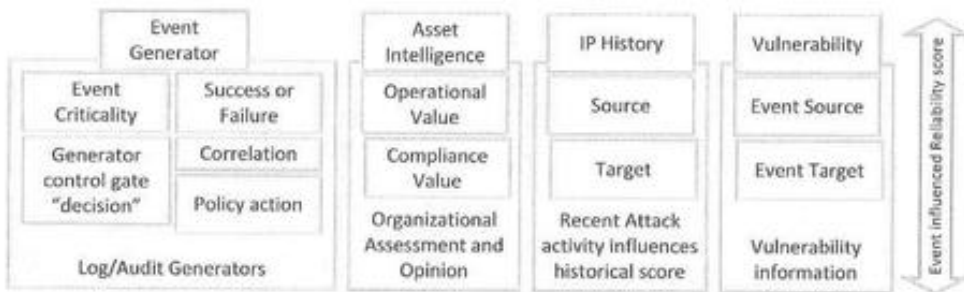 Event
Generator
Event
Criticality
Success or
Failure
Generator
control gate
"decision"
Correlation
Policy action
Log/Audit Generators
Asset
Intelligence
Operational
Value
Compliance
Value
Organizational
Assessment and
Opinion
IP History
Source
Target
Recent Attack
activity influences
historical score
Vulnerability
Event Source
Event Target
Vulnerability
information
Event influenced Reliability score